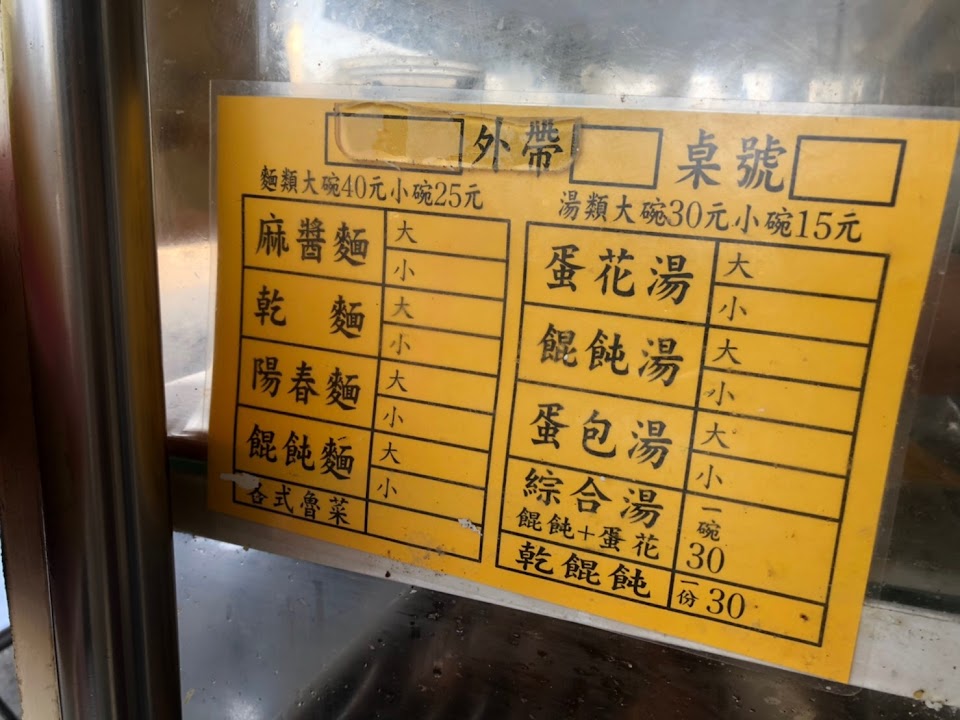 外帶 桌號
麵類大碗40元小碗25元
麻醬麵 大
小
乾 麵 大
小
陽春麵 大
小
餛飩麵 大
小
各式魯菜
湯類大碗30元小碗15元
蛋花湯 大
小
餛飩湯 大
小
蛋包湯 大
小
綜合湯 一碗
餛飩+蛋花 30
乾餛飩 一份 30